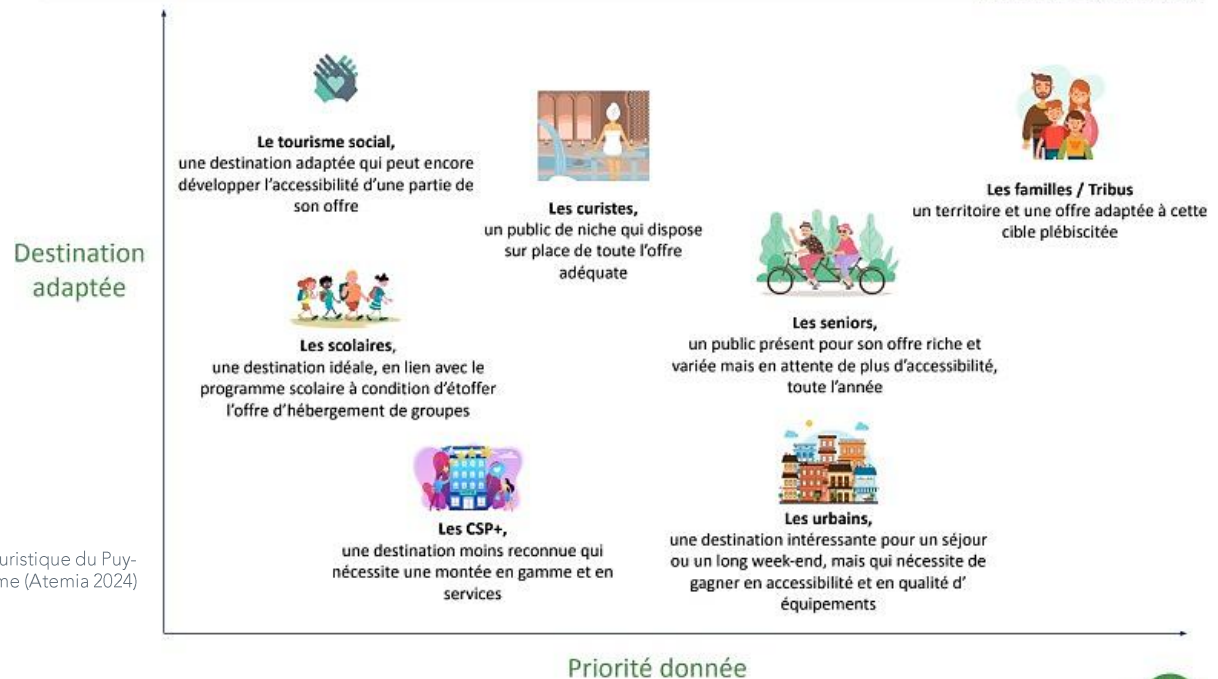 Le tourisme social,
une destination adaptée qui peut encore
développer l'accessibilité d'une partie de
son offre
Les curistes,
un public de niche qui dispose
sur place de toute l'offre
adéquate
Les familles / Tribus
un territoire et une offre adaptée à cette
cible plébiscitée
Destination
adaptée
Les scolaires,
une destination idéale, en lien avec le
programme scolaire à condition d'étoffer
l'offre d'hébergement de groupes
Les seniors,
un public présent pour son offre riche et
variée mais en attente de plus d'accessibilité,
toute l'année
Les CSP+,
une destination moins reconnue qui
nécessite une montée en gamme et en
services
Les urbains,
une destination intéressante pour un séjour
ou un long week-end, mais qui nécessite de
gagner en accessibilité et en qualité d'
équipements
uristique du Puy-
me (Atemia 2024)
Priorité donnée